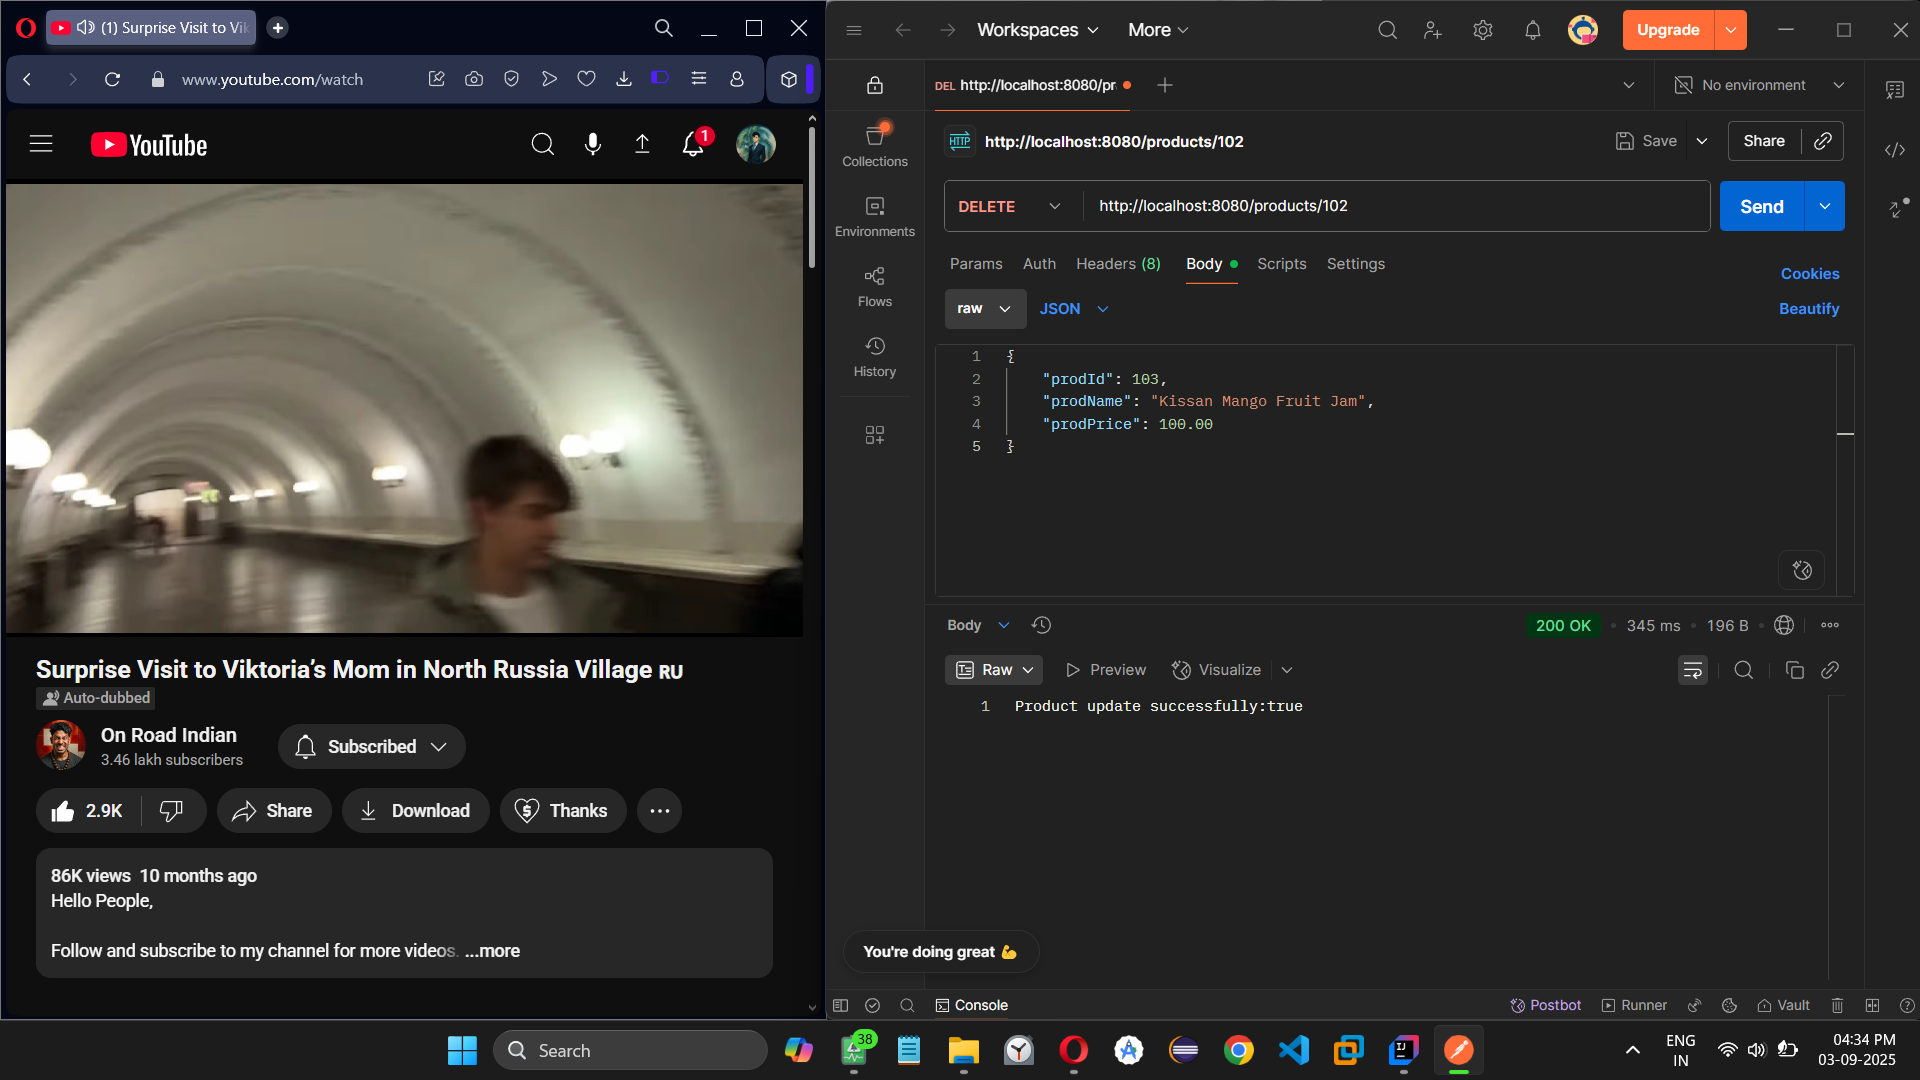 (1) Surprise Visit to Vik
www.youtube.com/watch
YouTube
1
Surprise Visit to Viktoria's Mom in North Russia Village RU
Auto-dubbed
On Road Indian
3.46 lakh subscribers
Subscribed
2.9K
Share
Download
Thanks
86K views 10 months ago
Hello People,
Follow and subscribe to my channel for more videos. ...more
Workspaces
More
Upgrade
DEL http://localhost:8080/pr
No environment
Collections
Environments
Flows
History
HTTP
http://localhost:8080/products/102
Save
Share
DELETE
http://localhost:8080/products/102
Send
Params
Auth
Headers (8)
Body
Scripts
Settings
Cookies
raw
JSON
Beautify
1 {
2 "prodId": 103,
3 "prodName": "Kissan Mango Fruit Jam",
4 "prodPrice": 100.00
5 }
Body
200 OK
345 ms
196 B
Raw
Preview
Visualize
1 Product update successfully:true
You're doing great 💪
Console
Postbot
Runner
Vault
Search
38
ENG
IN
04:34 PM
03-09-2025